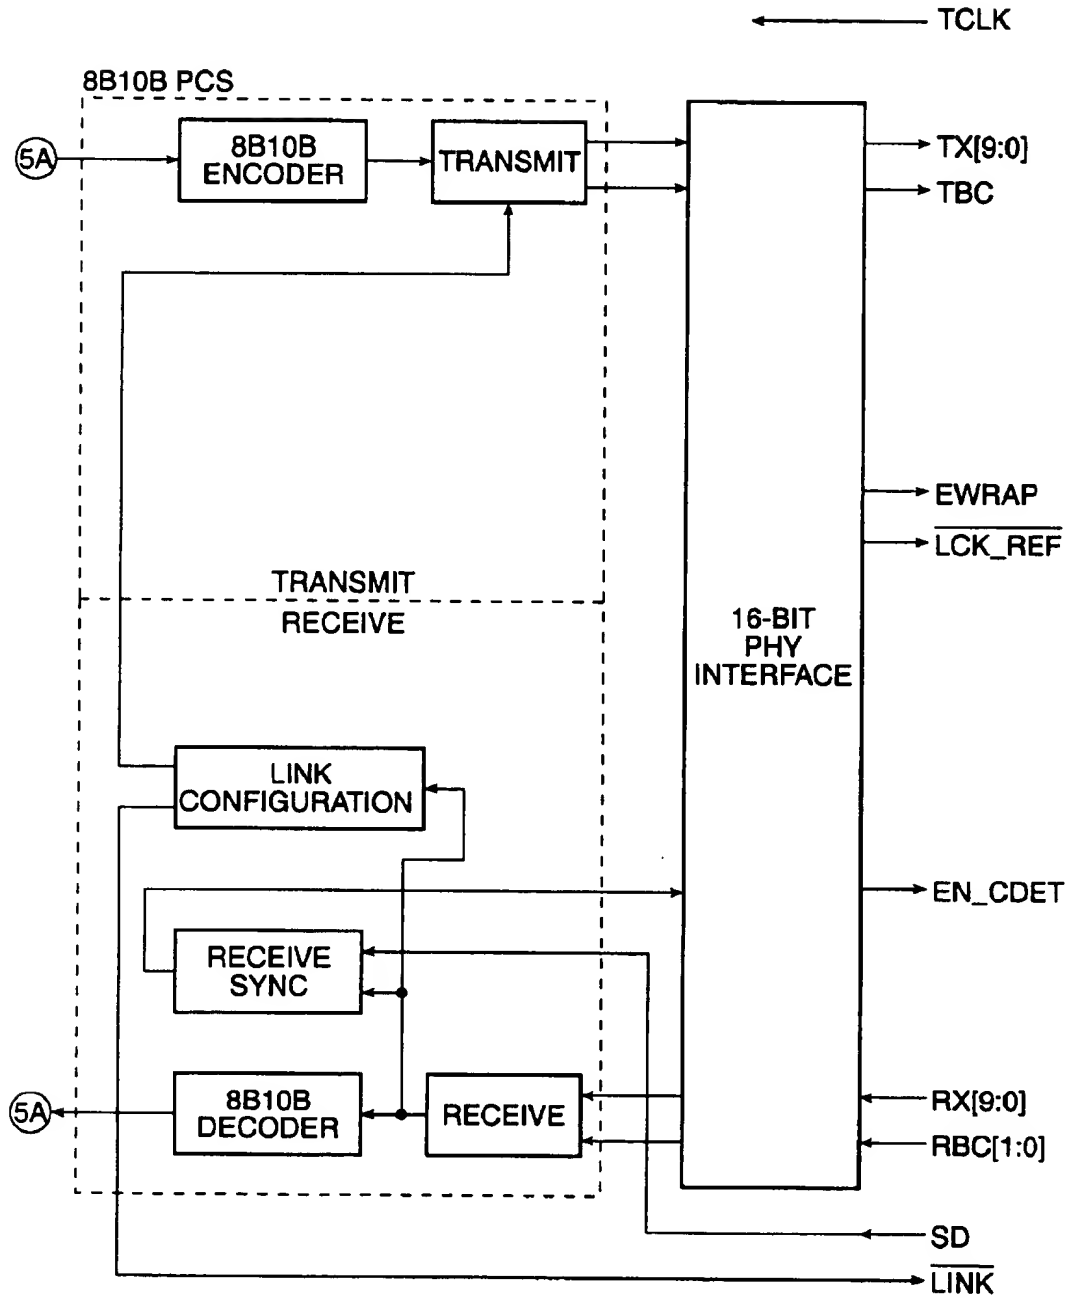 TCLK
8B10B PCS
5A
8B10B
ENCODER
TRANSMIT
TX[9:0]
TBC
EWRAP
LCK_REF
TRANSMIT
RECEIVE
16-BIT
PHY
INTERFACE
LINK
CONFIGURATION
EN_CDET
RECEIVE
SYNC
5A
8B10B
DECODER
RECEIVE
RX[9:0]
RBC[1:0]
SD
LINK